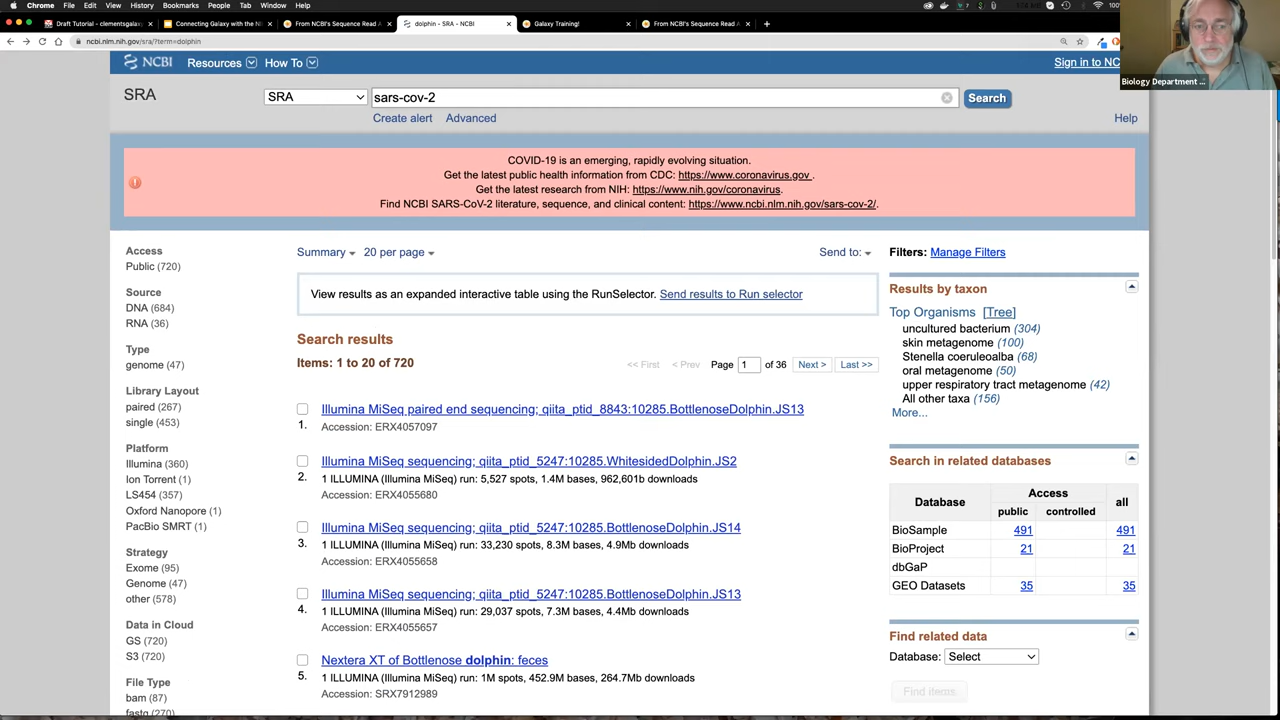 Chrome File Edit View History Bookmarks People Tab Window Help
Draft Tutorial - clementsgalax
Connecting Galaxy with the N
From NCBI's Sequence Read A
dolphin - SRA - NCBI
Galaxy Training!
From NCBI's Sequence Read A
ncbi.nlm.nih.gov/sra/?term=dolphin
Biology Department ...
NCBI Resources How To
Sign in to NC
SRA
SRA
sars-cov-2
Search
Create alert Advanced
Help
COVID-19 is an emerging, rapidly evolving situation.
Get the latest public health information from CDC: https://www.coronavirus.gov .
Get the latest research from NIH: https://www.nih.gov/coronavirus.
Find NCBI SARS-CoV-2 literature, sequence, and clinical content: https://www.ncbi.nlm.nih.gov/sars-cov-2/.
Access
Public (720)
Source
DNA (684)
RNA (36)
Type
genome (47)
Library Layout
paired (267)
single (453)
Platform
Illumina (360)
Ion Torrent (1)
LS454 (357)
Oxford Nanopore (1)
PacBio SMRT (1)
Strategy
Exome (95)
Genome (47)
other (578)
Data in Cloud
GS (720)
S3 (720)
File Type
bam (87)
fastq (270)
Summary 20 per page
Send to:
View results as an expanded interactive table using the RunSelector. Send results to Run selector
Search results
Items: 1 to 20 of 720
<< First < Prev Page 1 of 36 Next > Last >>
Illumina MiSeq paired end sequencing; qiita_ptid_8843:10285.BottlenoseDolphin.JS13
1. Accession: ERX4057097
Illumina MiSeq sequencing; qiita_ptid_5247:10285.WhitesidedDolphin.JS2
2. 1 ILLUMINA (Illumina MiSeq) run: 5,527 spots, 1.4M bases, 962,601b downloads
Accession: ERX4055680
Illumina MiSeq sequencing; qiita_ptid_5247:10285.BottlenoseDolphin.JS14
3. 1 ILLUMINA (Illumina MiSeq) run: 33,230 spots, 8.3M bases, 4.9Mb downloads
Accession: ERX4055658
Illumina MiSeq sequencing; qiita_ptid_5247:10285.BottlenoseDolphin.JS13
4. 1 ILLUMINA (Illumina MiSeq) run: 29,037 spots, 7.3M bases, 4.4Mb downloads
Accession: ERX4055657
Nextera XT of Bottlenose dolphin: feces
5. 1 ILLUMINA (Illumina MiSeq) run: 1M spots, 452.9M bases, 264.7Mb downloads
Accession: SRX7912989
Filters: Manage Filters
Results by taxon
Top Organisms [Tree]
uncultured bacterium (304)
skin metagenome (100)
Stenella coeruleoalba (68)
oral metagenome (50)
upper respiratory tract metagenome (42)
All other taxa (156)
More...
Search in related databases
Database Access all
public controlled
BioSample 491 491
BioProject 21 21
dbGaP
GEO Datasets 35 35
Find related data
Database: Select
Find items